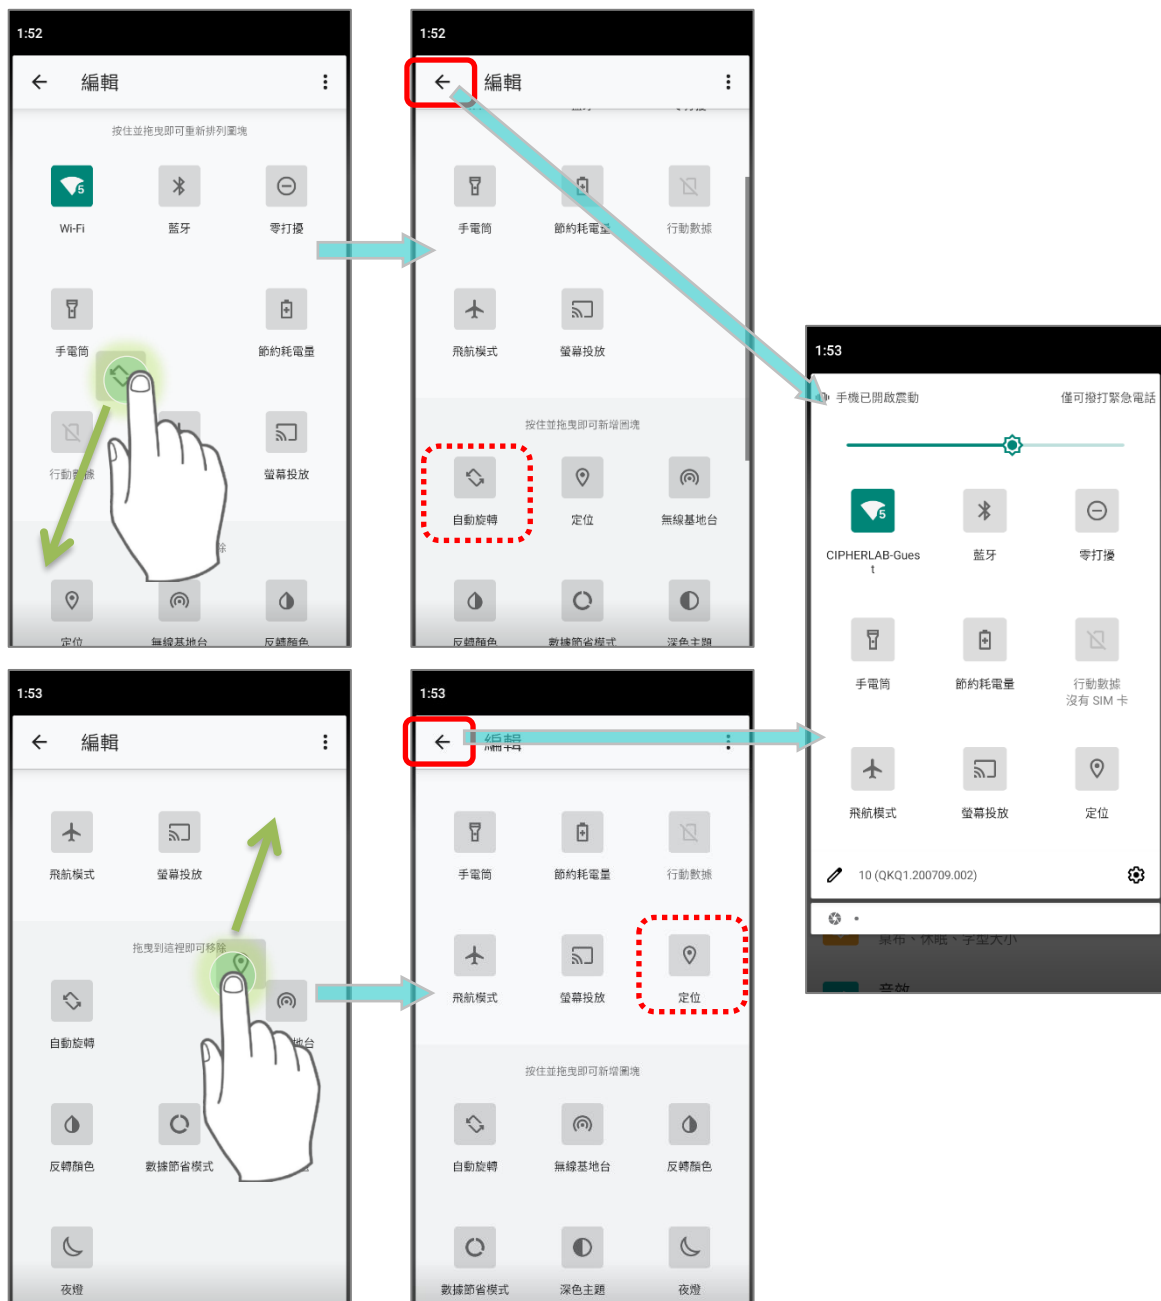 1:52
編輯
按住並拖曳即可重新排列圖塊
Wi-Fi 藍牙 零打擾
手電筒 節約耗電量
行動數據 螢幕投放
除
定位 無線基地台 反轉顏色
1:52
編輯
手電筒 節約耗電量 行動數據
飛航模式 螢幕投放
按住並拖曳即可新增圖塊
自動旋轉 定位 無線基地台
反轉顏色 數據節省模式 深色主題
1:53
編輯
飛航模式 螢幕投放
拖曳到這裡即可移除
自動旋轉 地台
反轉顏色 數據節省模式
夜燈
1:53
編輯
手電筒 節約耗電量 行動數據
飛航模式 螢幕投放 定位
按住並拖曳即可新增圖塊
自動旋轉 無線基地台 反轉顏色
數據節省模式 深色主題 夜燈
1:53
手機已開啟震動 僅可撥打緊急電話
CIPHERLAB-Gues 藍牙 零打擾
t
手電筒 節約耗電量 行動數據
沒有 SIM 卡
飛航模式 螢幕投放 定位
10 (QKQ1.200709.002)
桌布、休眠、字型大小
音效